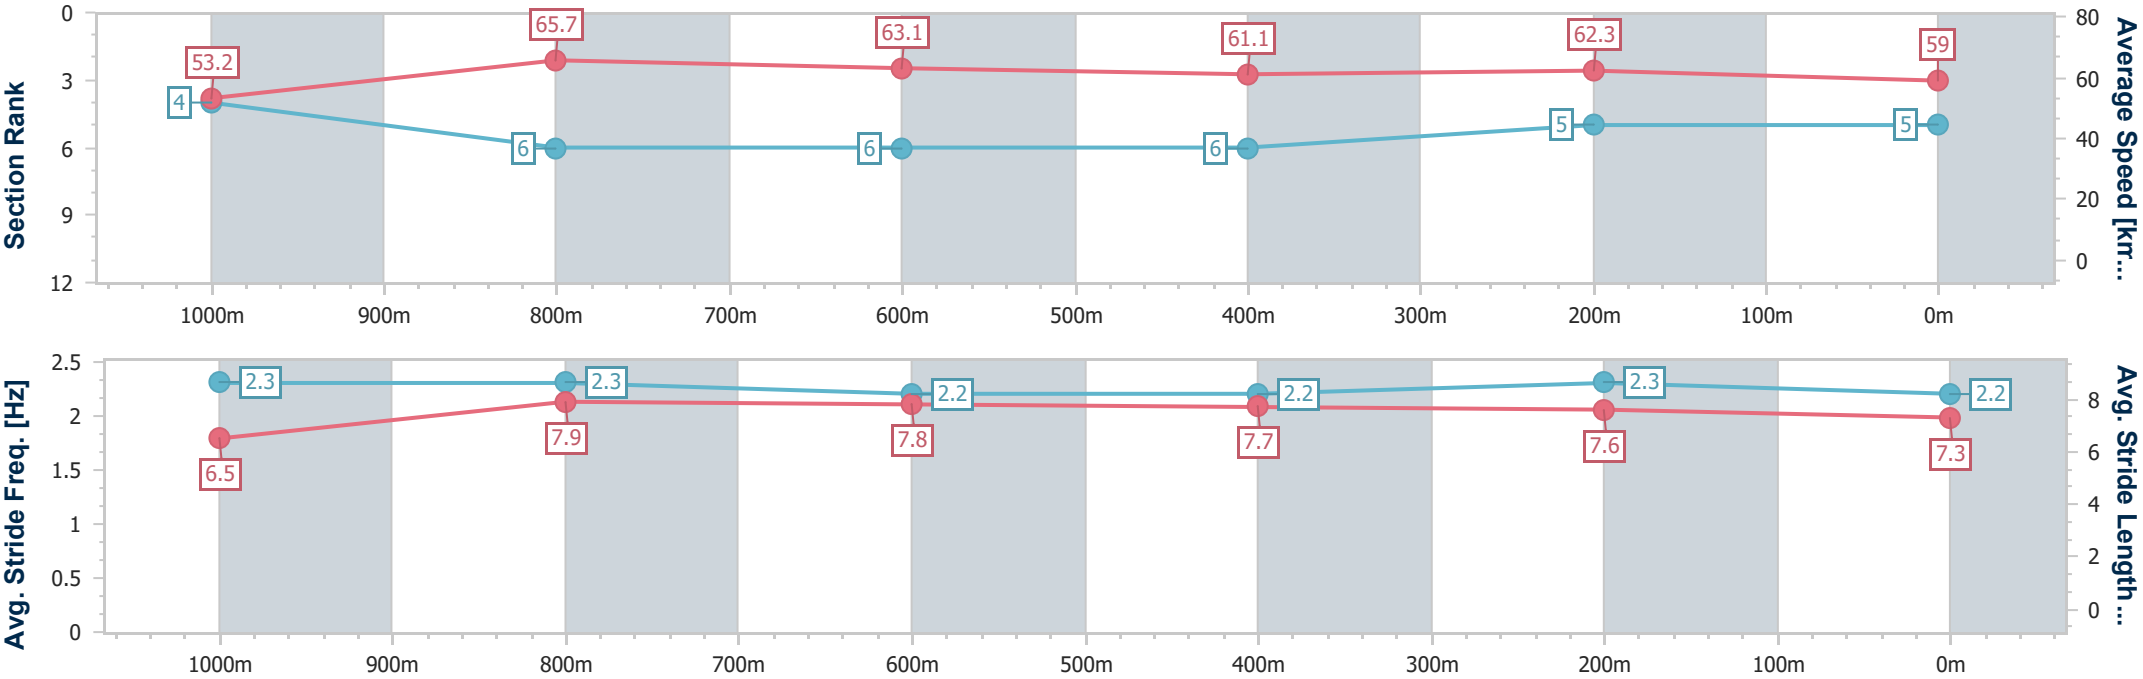 Section Rank
0
3
6
9
12
53.2
65.7
63.1
61.1
62.3
59
4
6
6
6
5
5
80
60
40
20
0
Average Speed [km...
1000m
900m
800m
700m
600m
500m
400m
300m
200m
100m
0m
Avg. Stride Freq. [Hz]
2.5
2
1.5
1
0.5
0
2.3
2.3
2.2
2.2
2.3
2.2
6.5
7.9
7.8
7.7
7.6
7.3
8
6
4
2
0
Avg. Stride Length...
1000m
900m
800m
700m
600m
500m
400m
300m
200m
100m
0m